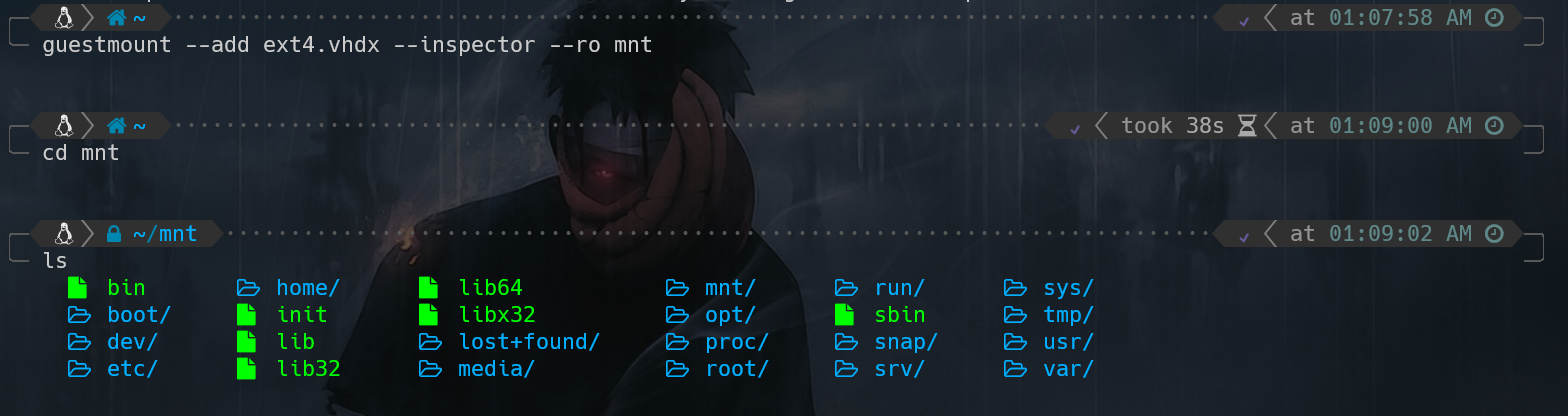 ~ at 01:07:58 AM
guestmount --add ext4.vhdx --inspector --ro mnt
~ took 38s at 01:09:00 AM
cd mnt
~/mnt at 01:09:02 AM
ls
bin home/ lib64 mnt/ run/ sys/
boot/ init libx32 opt/ sbin tmp/
dev/ lib lost+found/ proc/ snap/ usr/
etc/ lib32 media/ root/ srv/ var/